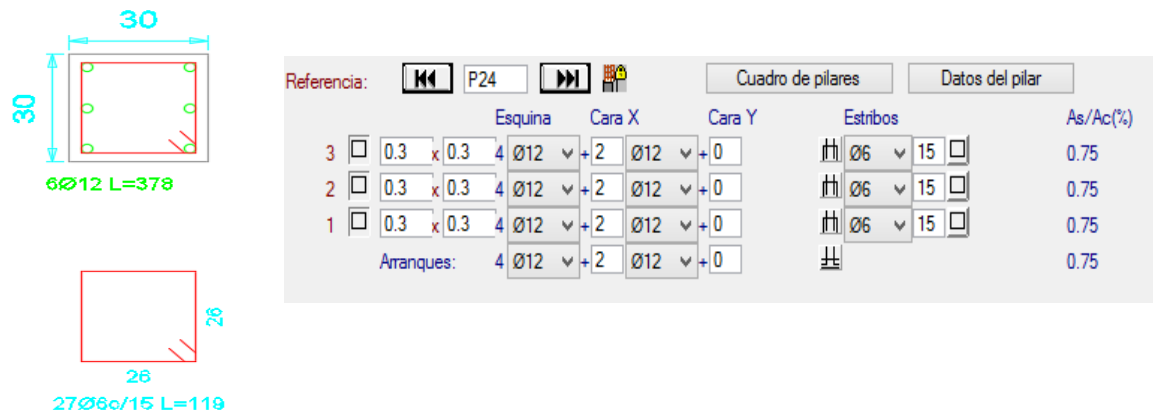 30
30
6Ø12 L=378
26
26
27Ø6c/15 L=119
Referencia: P24 Cuadro de pilares Datos del pilar
Esquina Cara X Cara Y Estribos As/Ac(%)
3 0.3 x 0.3 4 Ø12 + 2 Ø12 + 0 Ø6 15 0.75
2 0.3 x 0.3 4 Ø12 + 2 Ø12 + 0 Ø6 15 0.75
1 0.3 x 0.3 4 Ø12 + 2 Ø12 + 0 Ø6 15 0.75
Arranques: 4 Ø12 + 2 Ø12 + 0 0.75